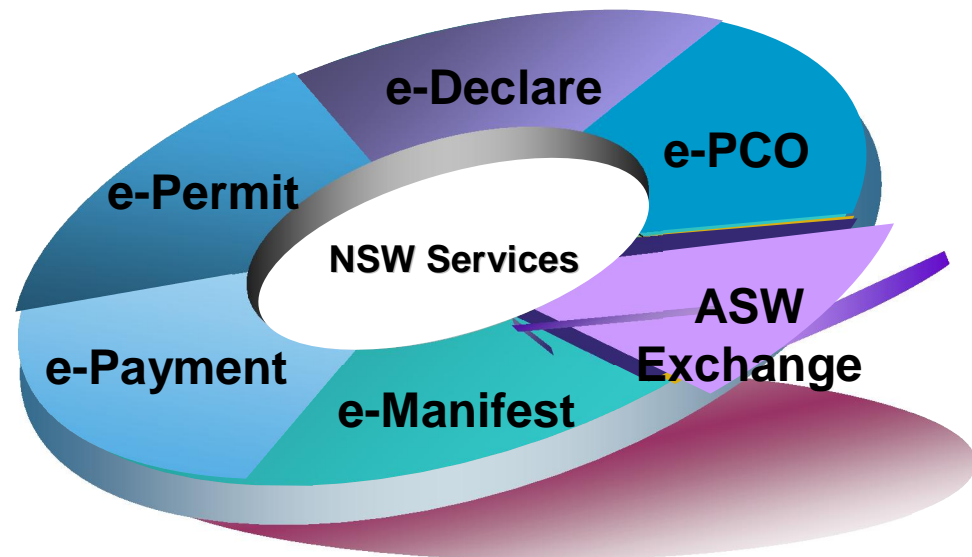 e-Declare
e-PCO
e-Permit
NSW Services
ASW
Exchange
e-Payment
e-Manifest